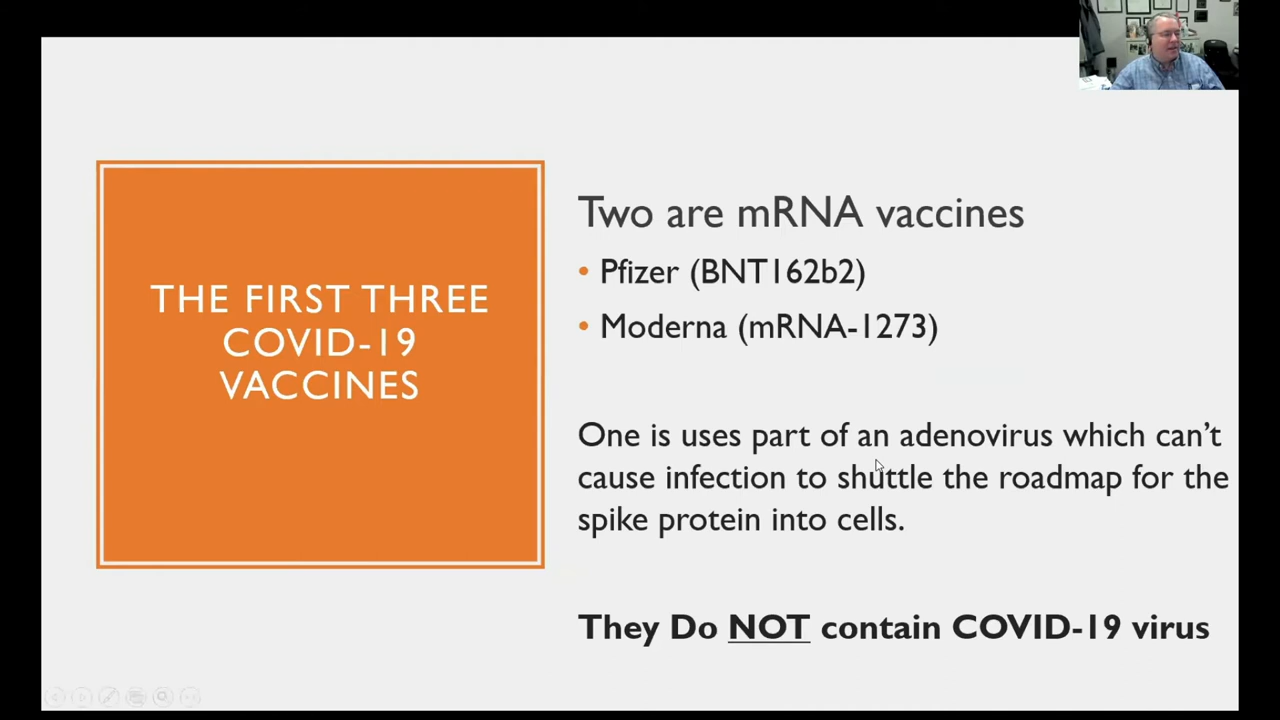 THE FIRST THREE
COVID-19
VACCINES
Two are mRNA vaccines
• Pfizer (BNT162b2)
• Moderna (mRNA-1273)
One is uses part of an adenovirus which can't
cause infection to shuttle the roadmap for the
spike protein into cells.
They Do NOT contain COVID-19 virus